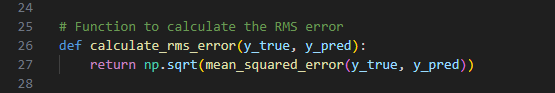 24
25 # Function to calculate the RMS error
26 def calculate_rms_error(y_true, y_pred):
27     return np.sqrt(mean_squared_error(y_true, y_pred))
28